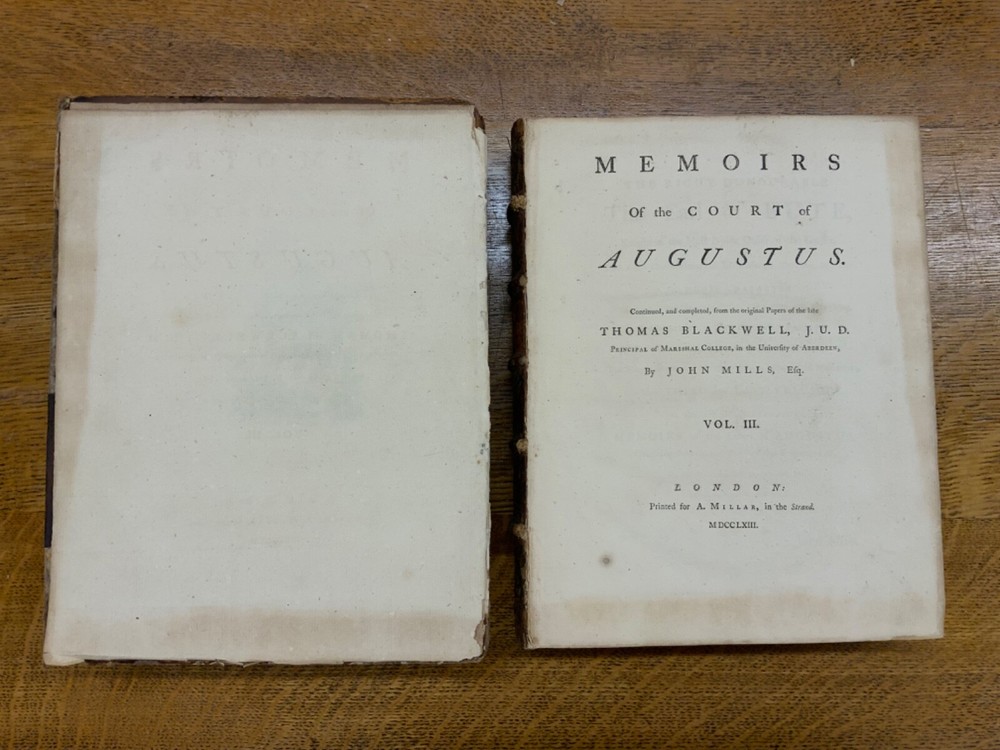 MEMOIRS
Of the COURT of
AUGUSTUS.
Continued, and completed, from the original Papers of the late
THOMAS BLACKWELL, J. U. D.
PRINCIPAL of MARSHAL COLLEGE, in the University of ABERDEEN,
By JOHN MILLS, Esq.
VOL. III.
LONDON:
Printed for A. MILLAR, in the Strand.
MDCCLXIII.